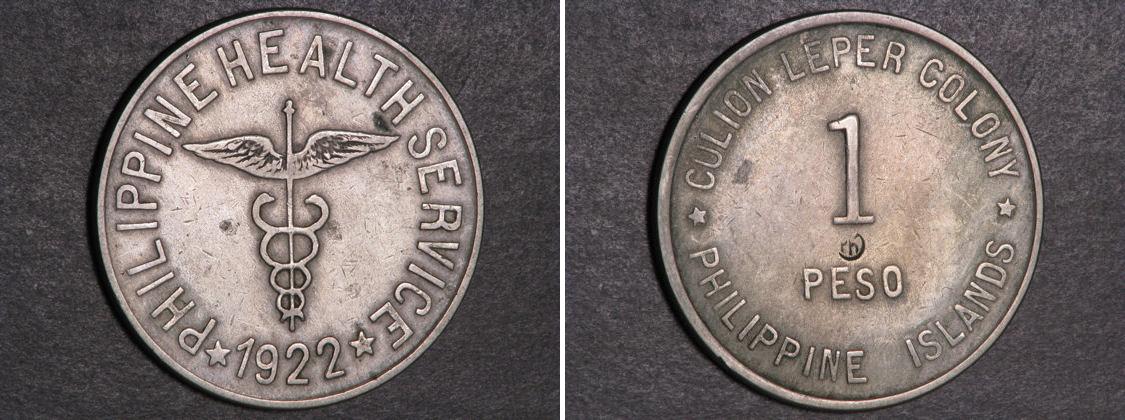 PHILIPPINE HEALTH SERVICE
★ 1922 ★
CULION LEPER COLONY
1
PESO
★ PHILIPPINE ISLANDS ★